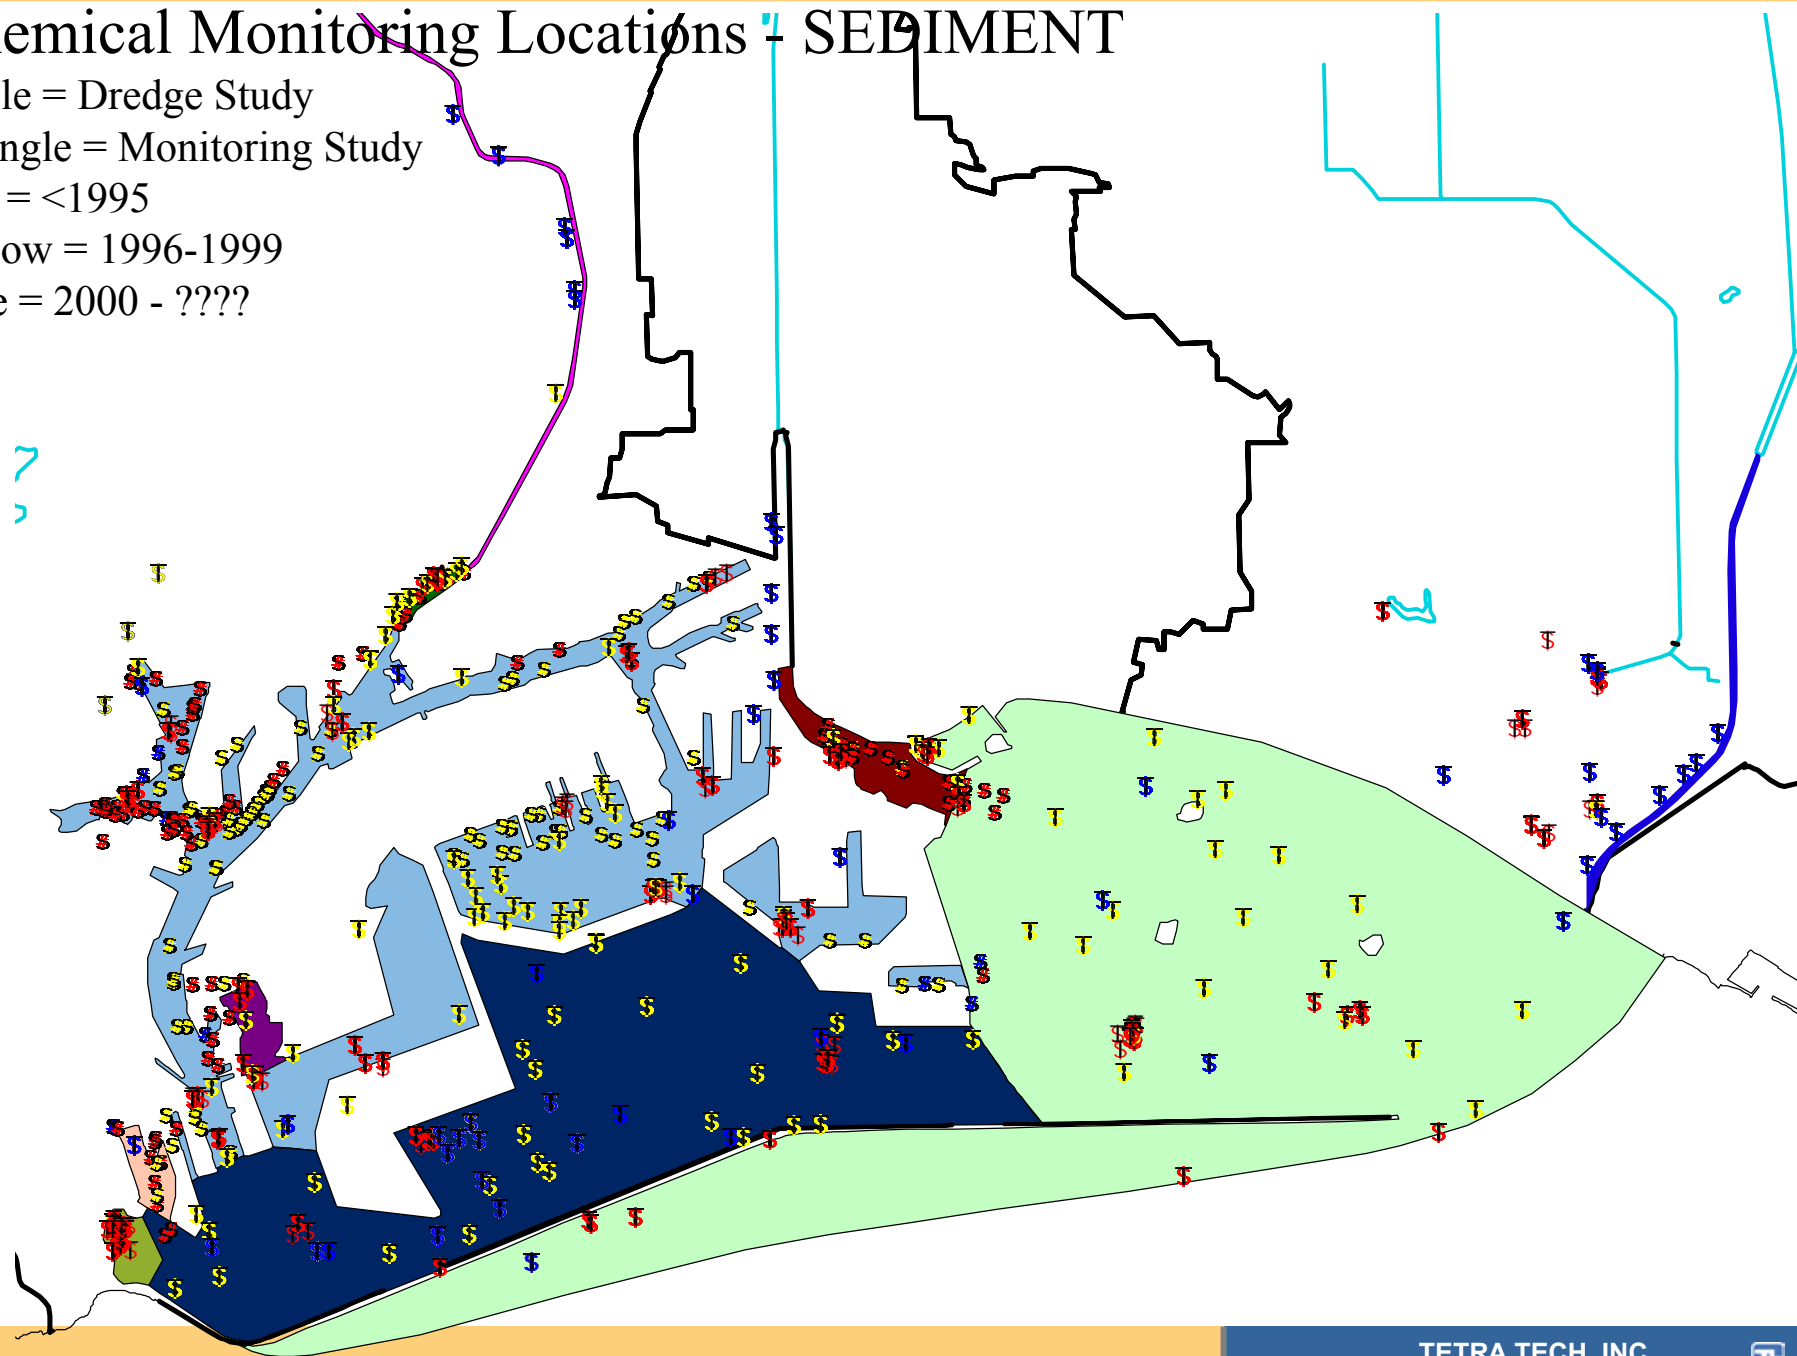 emical Monitoring Locations - SEDIMENT
le = Dredge Study
ngle = Monitoring Study
= <1995
ow = 1996-1999
e = 2000 - ????
TETRA TECH, INC